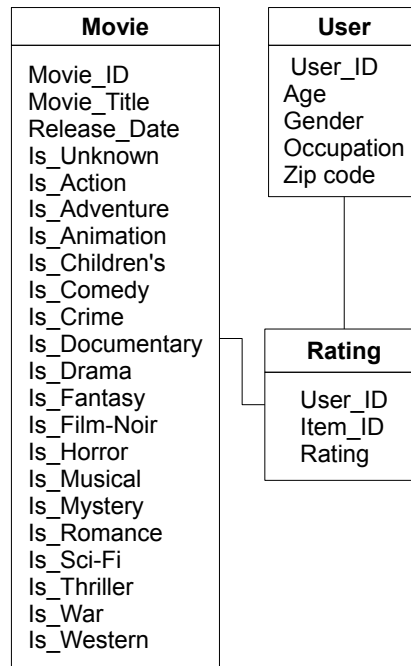 Movie
Movie_ID
Movie_Title
Release_Date
Is_Unknown
Is_Action
Is_Adventure
Is_Animation
Is_Children's
Is_Comedy
Is_Crime
Is_Documentary
Is_Drama
Is_Fantasy
Is_Film-Noir
Is_Horror
Is_Musical
Is_Mystery
Is_Romance
Is_Sci-Fi
Is_Thriller
Is_War
Is_Western
User
User_ID
Age
Gender
Occupation
Zip code
Rating
User_ID
Item_ID
Rating